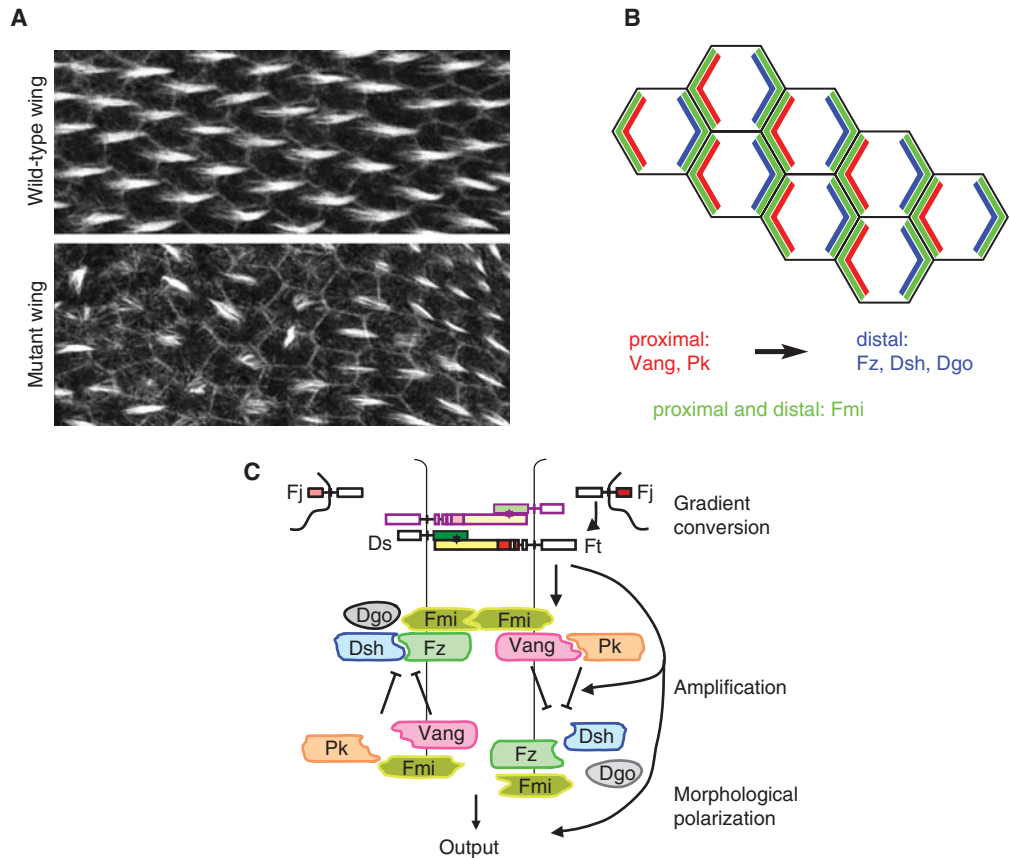 A
Wild-type wing
Mutant wing
B
proximal:
Vang, Pk
distal:
Fz, Dsh, Dgo
proximal and distal: Fmi
C
Fj
Fj
Gradient
conversion
Ds
Ft
Dgo
Fmi
Fmi
Dsh
Fz
Vang
Pk
Amplification
Pk
Vang
Fmi
Fz
Dsh
Fmi
Dgo
Morphological
polarization
Output